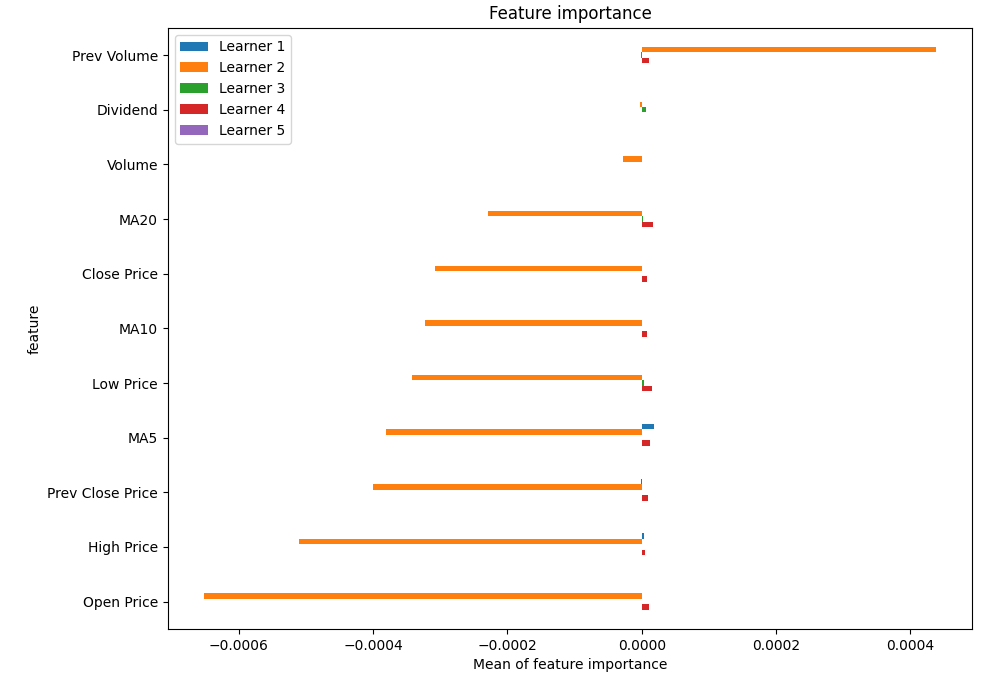 Feature importance
Learner 1
Learner 2
Learner 3
Learner 4
Learner 5
Prev Volume
Dividend
Volume
MA20
Close Price
MA10
Low Price
MA5
Prev Close Price
High Price
Open Price
feature
−0.0006 −0.0004 −0.0002 0.0000 0.0002 0.0004
Mean of feature importance